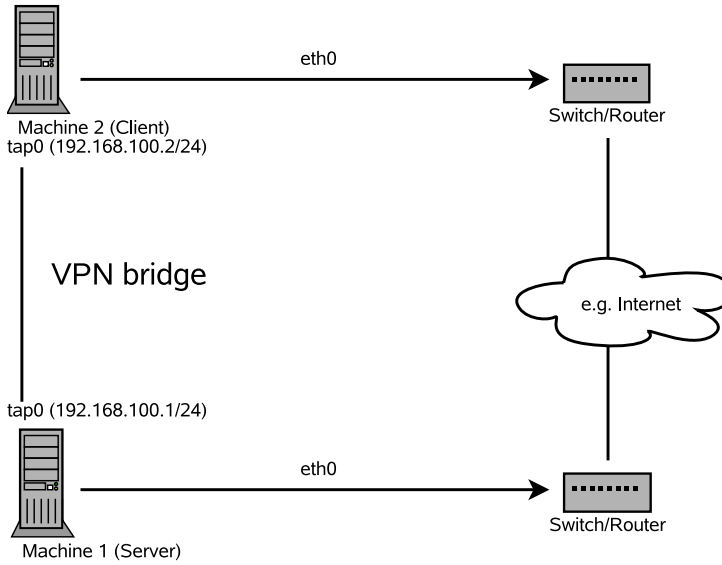 eth0
Machine 2 (Client)
tap0 (192.168.100.2/24)
Switch/Router
VPN bridge
e.g. Internet
tap0 (192.168.100.1/24)
eth0
Machine 1 (Server)
Switch/Router